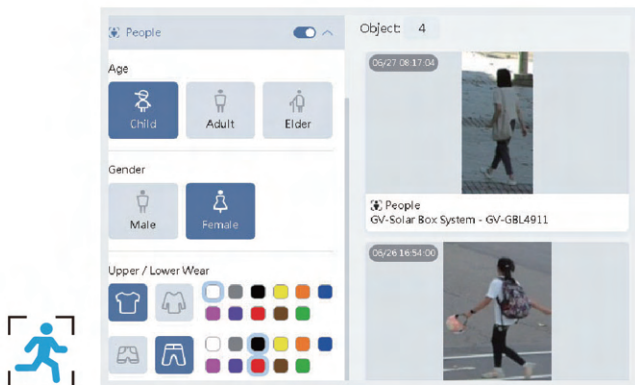 People
Object: 4
Age
06/27 08:17:04
Child Adult Elder
Gender
People
GV-Solar Box System - GV-GBL4911
Male Female
06/26 16:54:00
Upper / Lower Wear